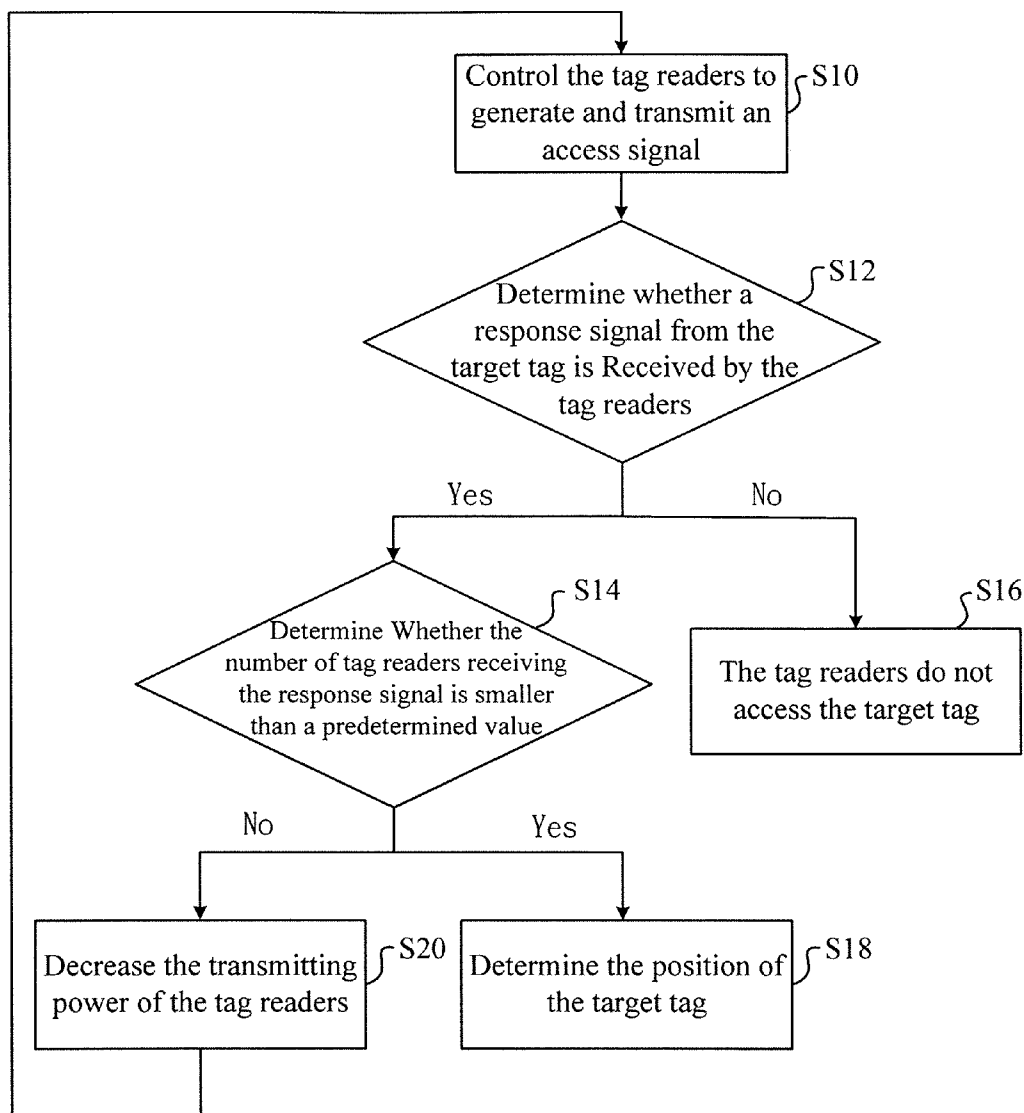 Control the tag readers to
generate and transmit an
access signal
S10
S12
Determine whether a
response signal from the
target tag is Received by the
tag readers
Yes
No
S14
Determine Whether the
number of tag readers receiving
the response signal is smaller
than a predetermined value
S16
The tag readers do not
access the target tag
No
Yes
Decrease the transmitting
power of the tag readers
S20
Determine the position of
the target tag
S18